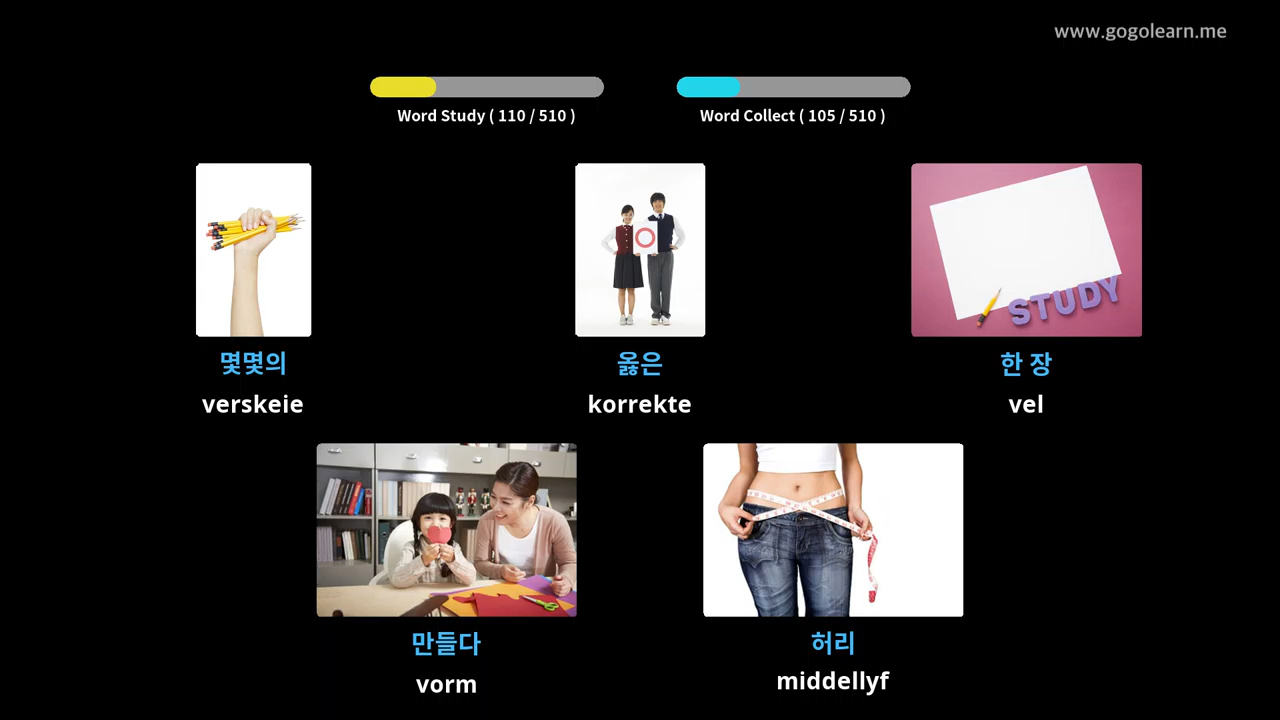 www.gogolearn.me
Word Study ( 110 / 510 )
Word Collect ( 105 / 510 )
몇몇의
옳은
한 장
verskeie
korrekte
vel
STUDY
만들다
허리
vorm
middellyf